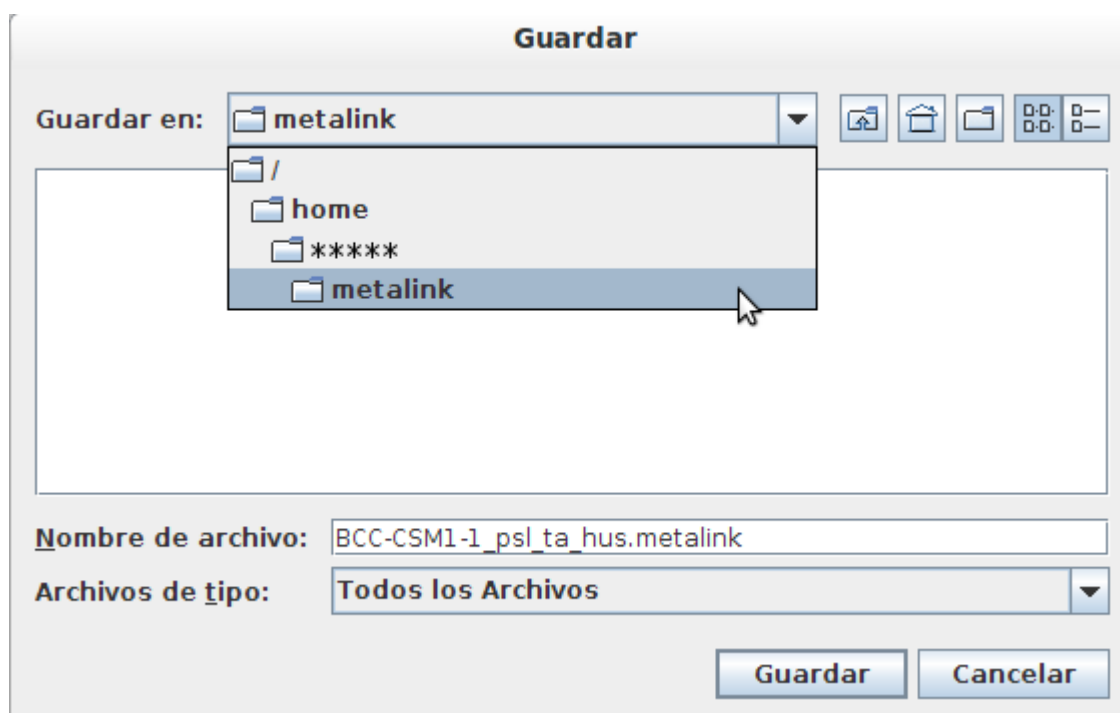 Guardar
Guardar en: metalink
/
home
*****
metalink
Nombre de archivo: BCC-CSM1-1_psl_ta_hus.metalink
Archivos de tipo: Todos los Archivos
Guardar Cancelar